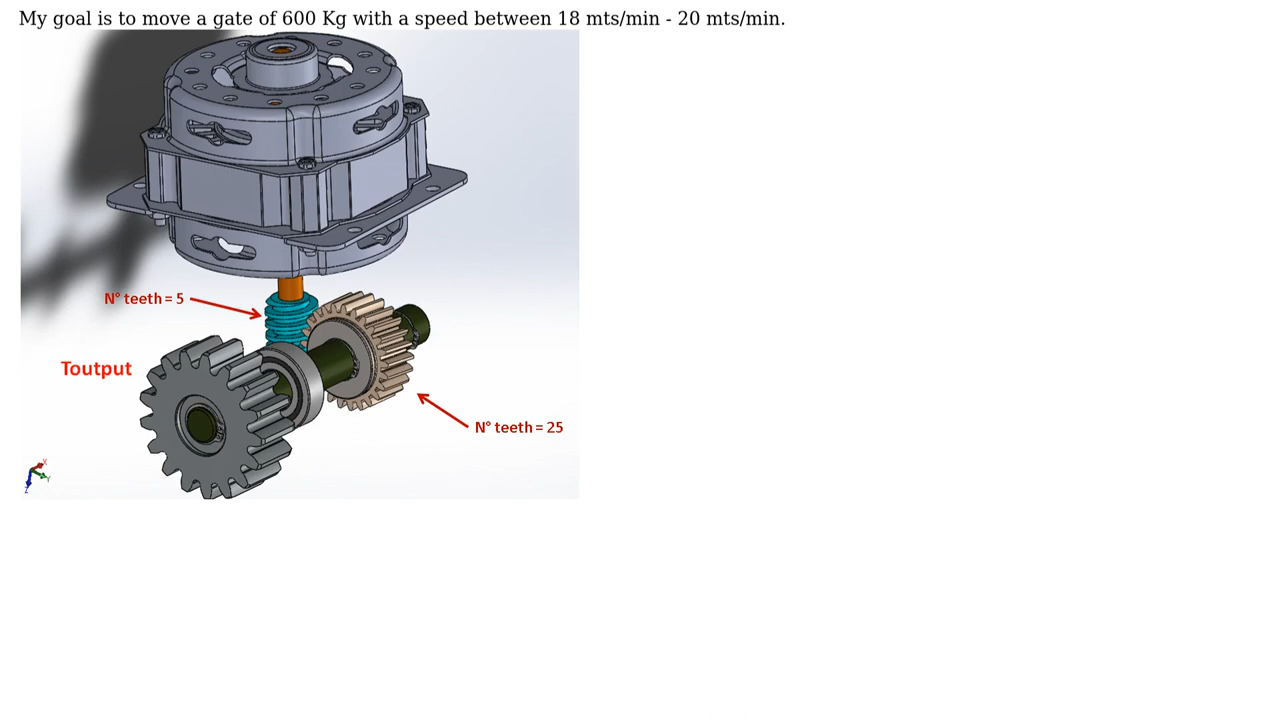 My goal is to move a gate of 600 Kg with a speed between 18 mts/min - 20 mts/min.
N° teeth = 5
Toutput
N° teeth = 25
X
Y
Z